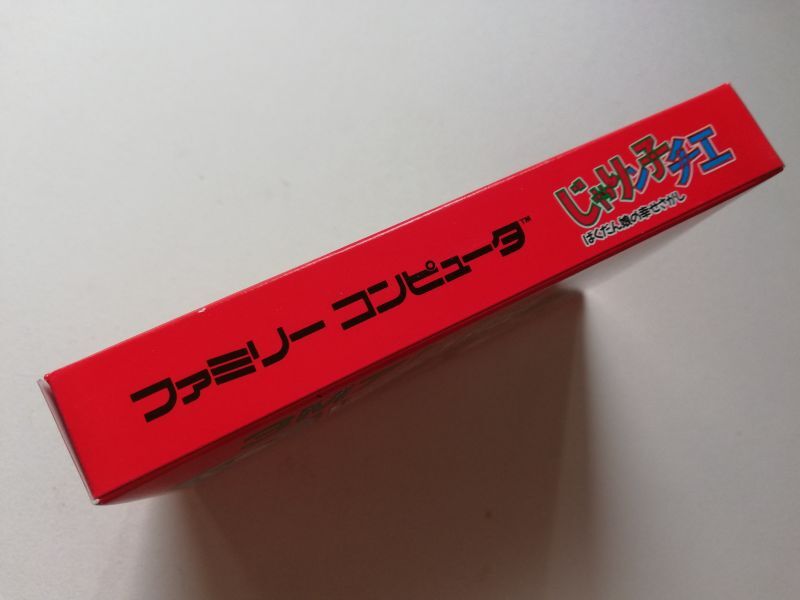 ファミリー コンピュータ™
じゃりン子チエ
ばくだん娘の幸せさがし